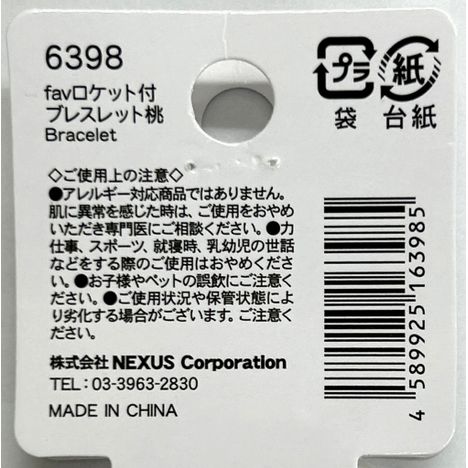 6398
favロケット付
ブレスレット桃
Bracelet
プラ
袋
紙
台紙
◇ご使用上の注意◇
●アレルギー対応商品ではありません。
肌に異常を感じた時は、ご使用をおやめ
いただき専門医にご相談ください。●力
仕事、スポーツ、就寝時、乳幼児の世話
などをする際のご使用はおやめくださ
い。●お子様やペットの誤飲にご注意く
ださい。●ご使用状況や保管状態によ
り劣化する場合がございます。ご注意
ください。
株式会社 NEXUS Corporation
TEL：03-3963-2830
MADE IN CHINA
4 589925 163985